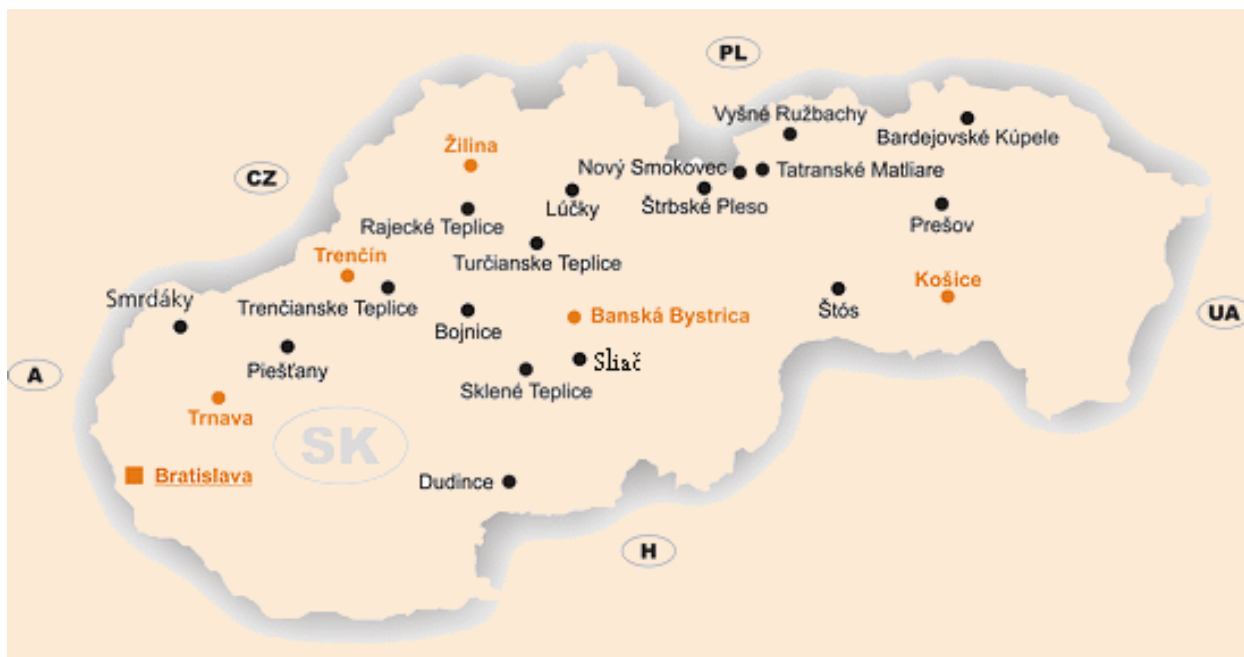 PL
Vyšné Ružbachy
Bardejovské Kúpele
Žilina
Nový Smokovec
Tatranské Matliare
CZ
Lúčky
Štrbské Pleso
Rajecké Teplice
Prešov
Trenčín
Turčianske Teplice
Košice
Smrdáky
Trenčianske Teplice
Štós
UA
Bojnice
Banská Bystrica
Piešťany
Sliač
A
Sklené Teplice
Trnava
SK
Bratislava
Dudince
H